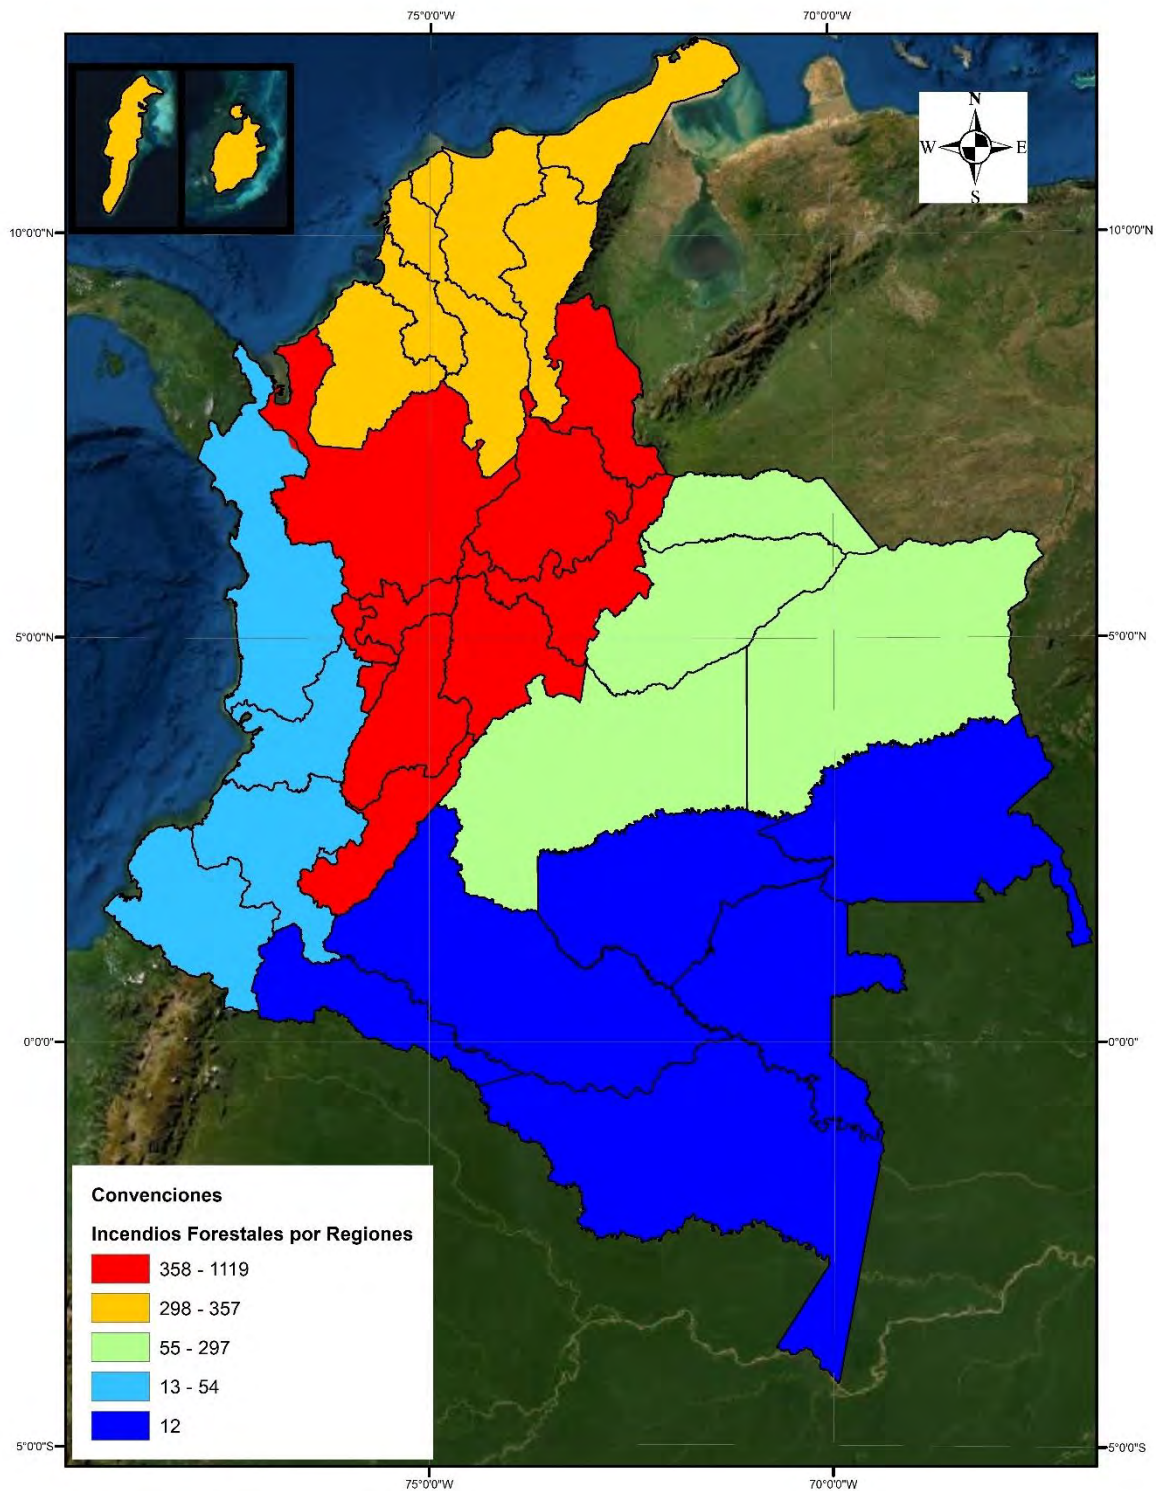 75°0'0"W
70°0'0"W
N
W
E
S
10°0'0"N
10°0'0"N
5°0'0"N
5°0'0"N
0°0'0"
0°0'0"
Convenciones
Incendios Forestales por Regiones
358 - 1119
298 - 357
55 - 297
13 - 54
12
5°0'0"S
5°0'0"S
75°0'0"W
70°0'0"W